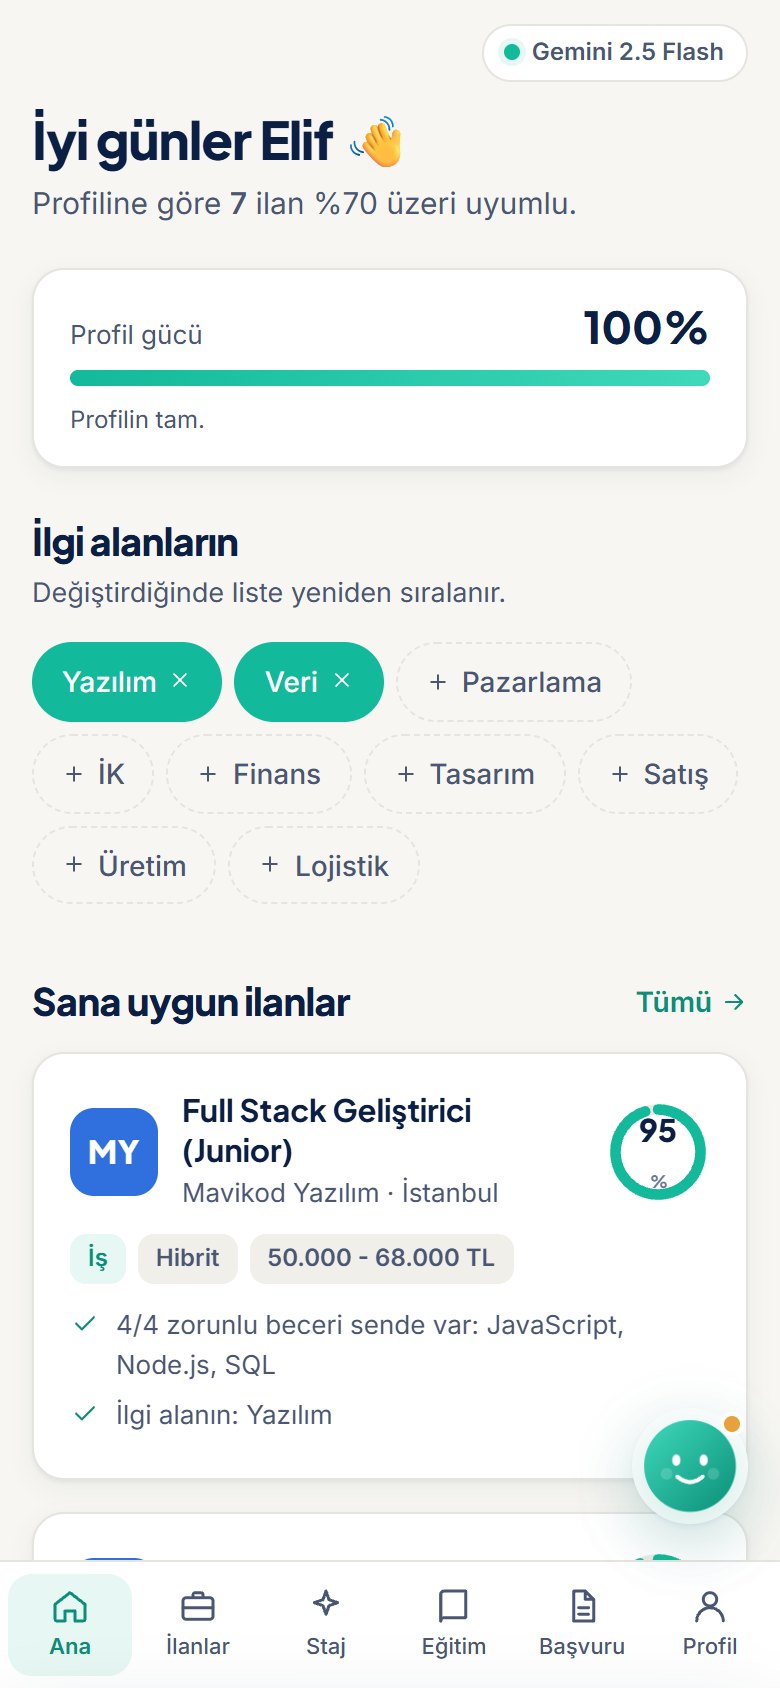 Gemini 2.5 Flash
İyi günler Elif 👋
Profiline göre 7 ilan %70 üzeri uyumlu.
Profil gücü
100%
Profilin tam.
İlgi alanların
Değiştirdiğinde liste yeniden sıralanır.
Yazılım × Veri × + Pazarlama
+ İK + Finans + Tasarım + Satış
+ Üretim + Lojistik
Sana uygun ilanlar
Tümü →
MY
Full Stack Geliştirici
(Junior)
Mavikod Yazılım · İstanbul
95
%
İş Hibrit 50.000 - 68.000 TL
✓ 4/4 zorunlu beceri sende var: JavaScript,
Node.js, SQL
✓ İlgi alanın: Yazılım
Ana İlanlar Staj Eğitim Başvuru Profil